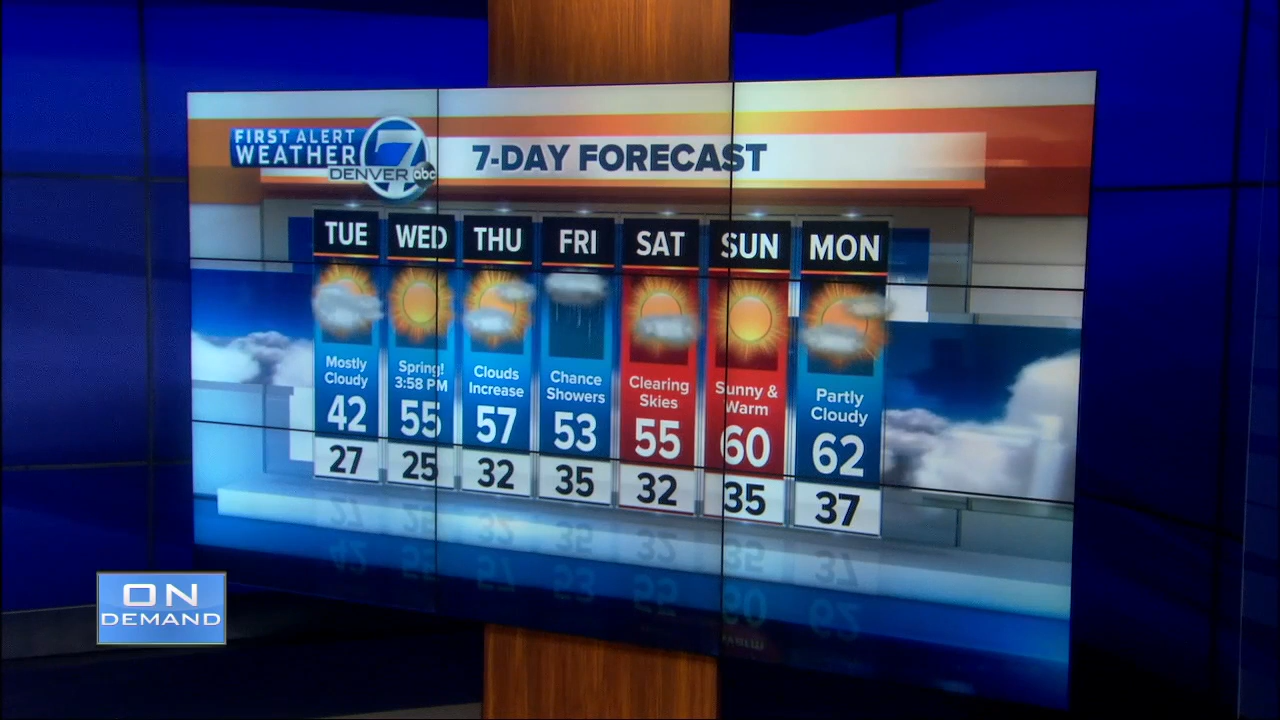 FIRST ALERT
WEATHER
7
DENVER
abc
7-DAY FORECAST
TUE
Mostly
Cloudy
42
27
WED
Spring!
3:58 PM
55
25
THU
Clouds
Increase
57
32
FRI
Chance
Showers
53
35
SAT
Clearing
Skies
55
32
SUN
Sunny &
Warm
60
35
MON
Partly
Cloudy
62
37
ON
DEMAND